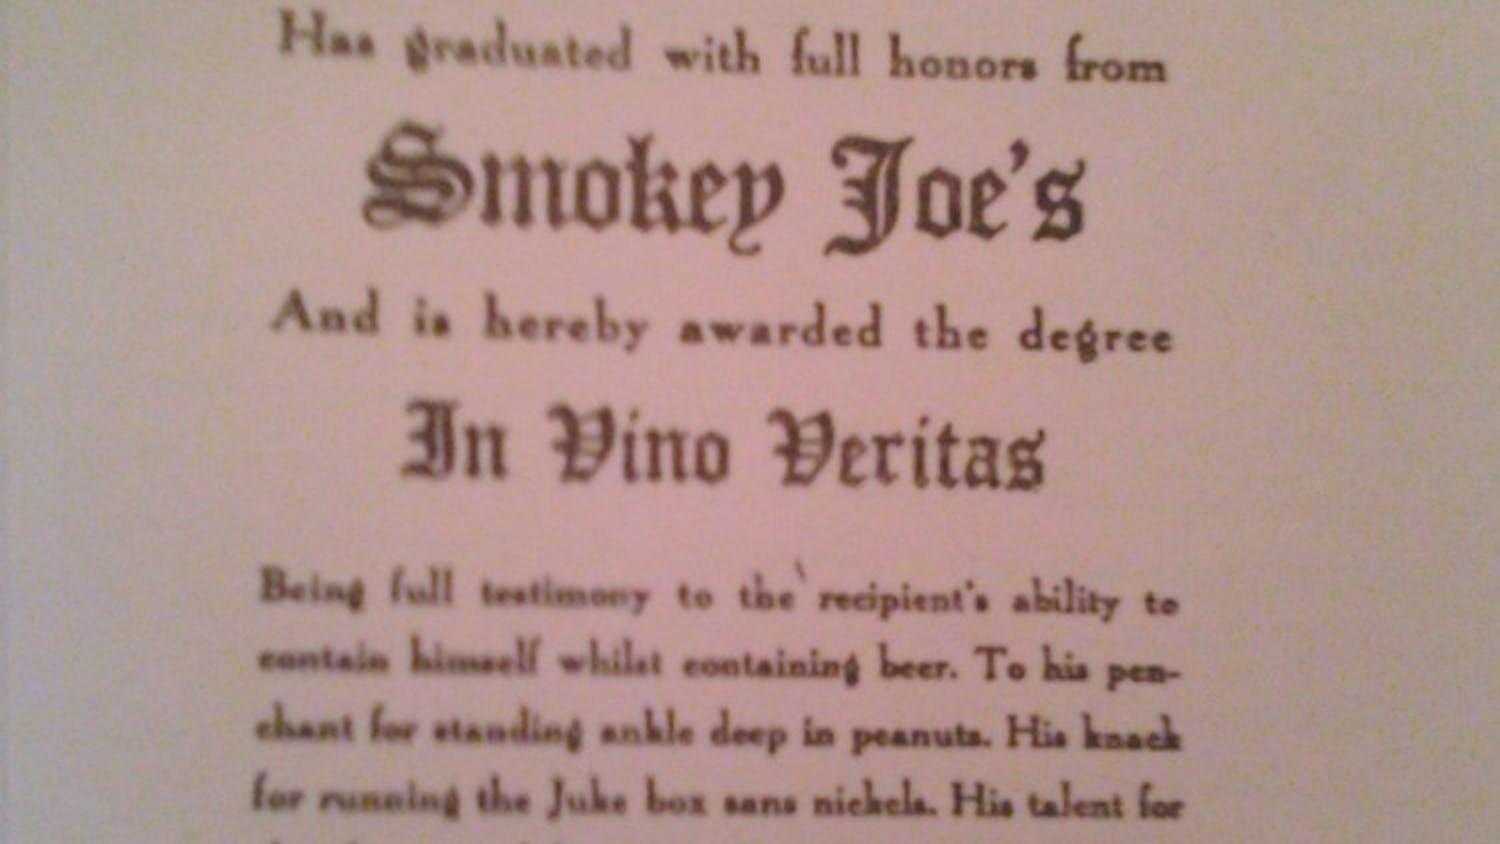 Has graduated with full honors from
Smokey Joe's
And is hereby awarded the degree
In Vino Veritas
Being full testimony to the recipient's ability to
contain himself whilst containing beer. To his pen-
chant for standing ankle deep in peanuts. His knack
for running the Juke box sans nickels. His talent for